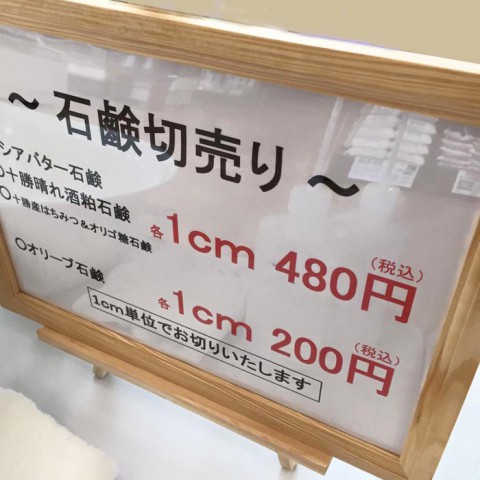 ～ 石鹸切売り ～
シアバター石鹸
〇十勝晴れ酒粕石鹸
〇十勝産はちみつ＆オリゴ糖石鹸
各1cm 480円(税込)
〇オリーブ石鹸
各1cm 200円(税込)
1cm単位でお切りいたします